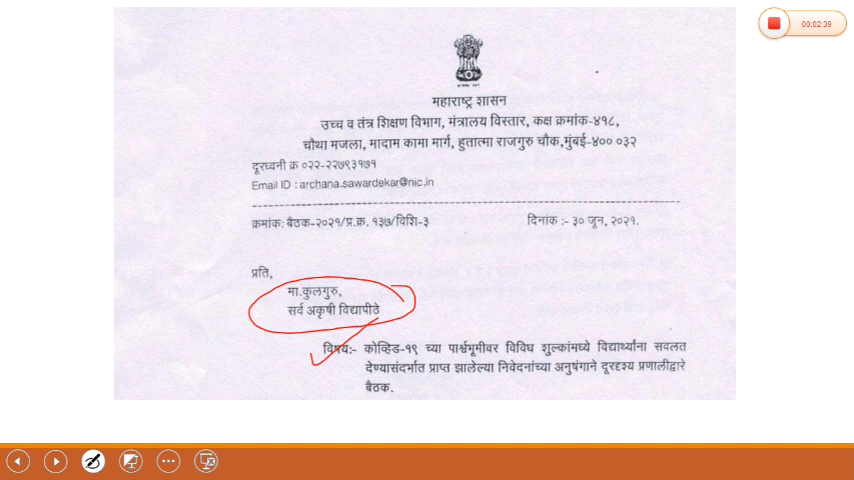 00:02:39
महाराष्ट्र शासन
उच्च व तंत्र शिक्षण विभाग, मंत्रालय विस्तार, कक्ष क्रमांक-४१८,
चौथा मजला, मादाम कामा मार्ग, हुतात्मा राजगुरु चौक,मुंबई-४०० ०३२
दूरध्वनी क्र ०२२-२२७९३१७१
Email ID : archana.sawardekar@nic.in
क्रमांक: बैठक-२०२१/प्र.क्र. १३७/विशि-३ दिनांक :- ३० जून, २०२१.
प्रति,
मा.कुलगुरु,
सर्व अकृषी विद्यापीठे
विषय:- कोव्हिड-१९ च्या पार्श्वभूमीवर विविध शुल्कांमध्ये विद्यार्थ्यांना सवलत
देण्यासंदर्भात प्राप्त झालेल्या निवेदनांच्या अनुषंगाने दूरदृश्य प्रणालीद्वारे
बैठक.